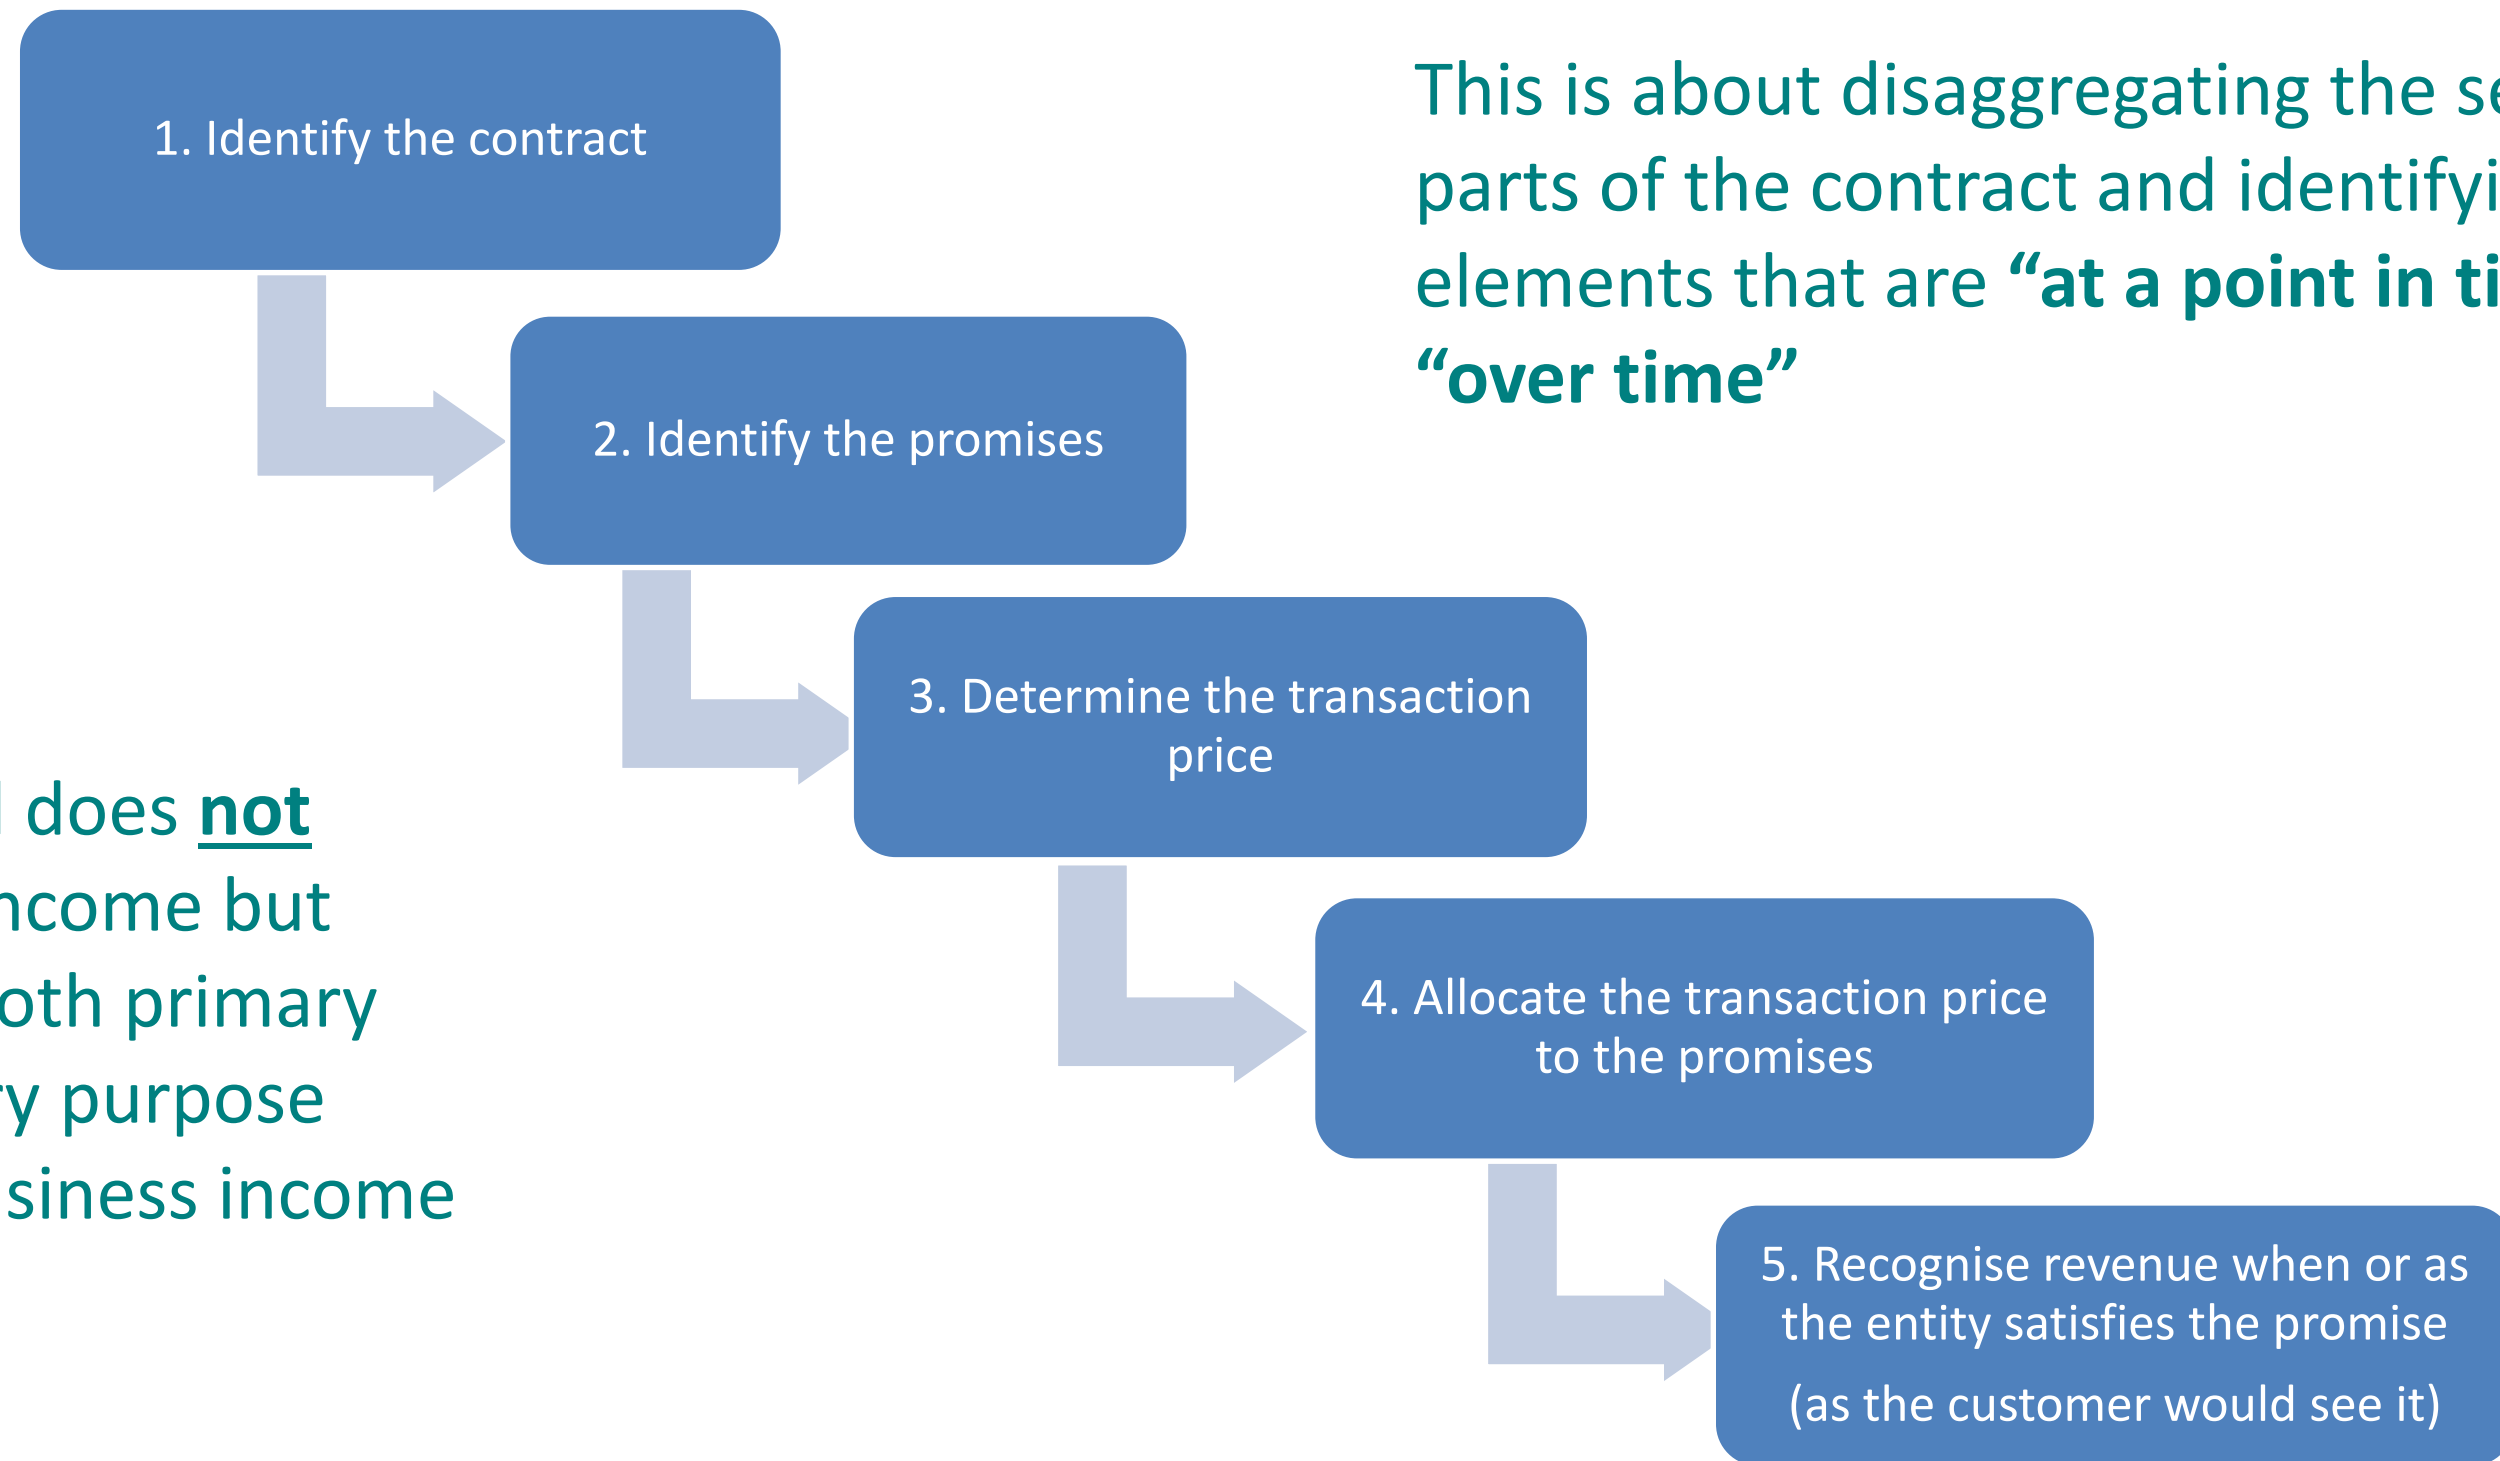 1. Identify the contract
This is about disaggregating the
parts of the contract and
elements that are “at a point in
“over time”
2. Identify the promises
3. Determine the transaction
price
does not
but
primary
purpose
income
4. Allocate the transaction price
to the promises
5. Recognise revenue when or as
the entity satisfies the promise
(as the customer would see it)